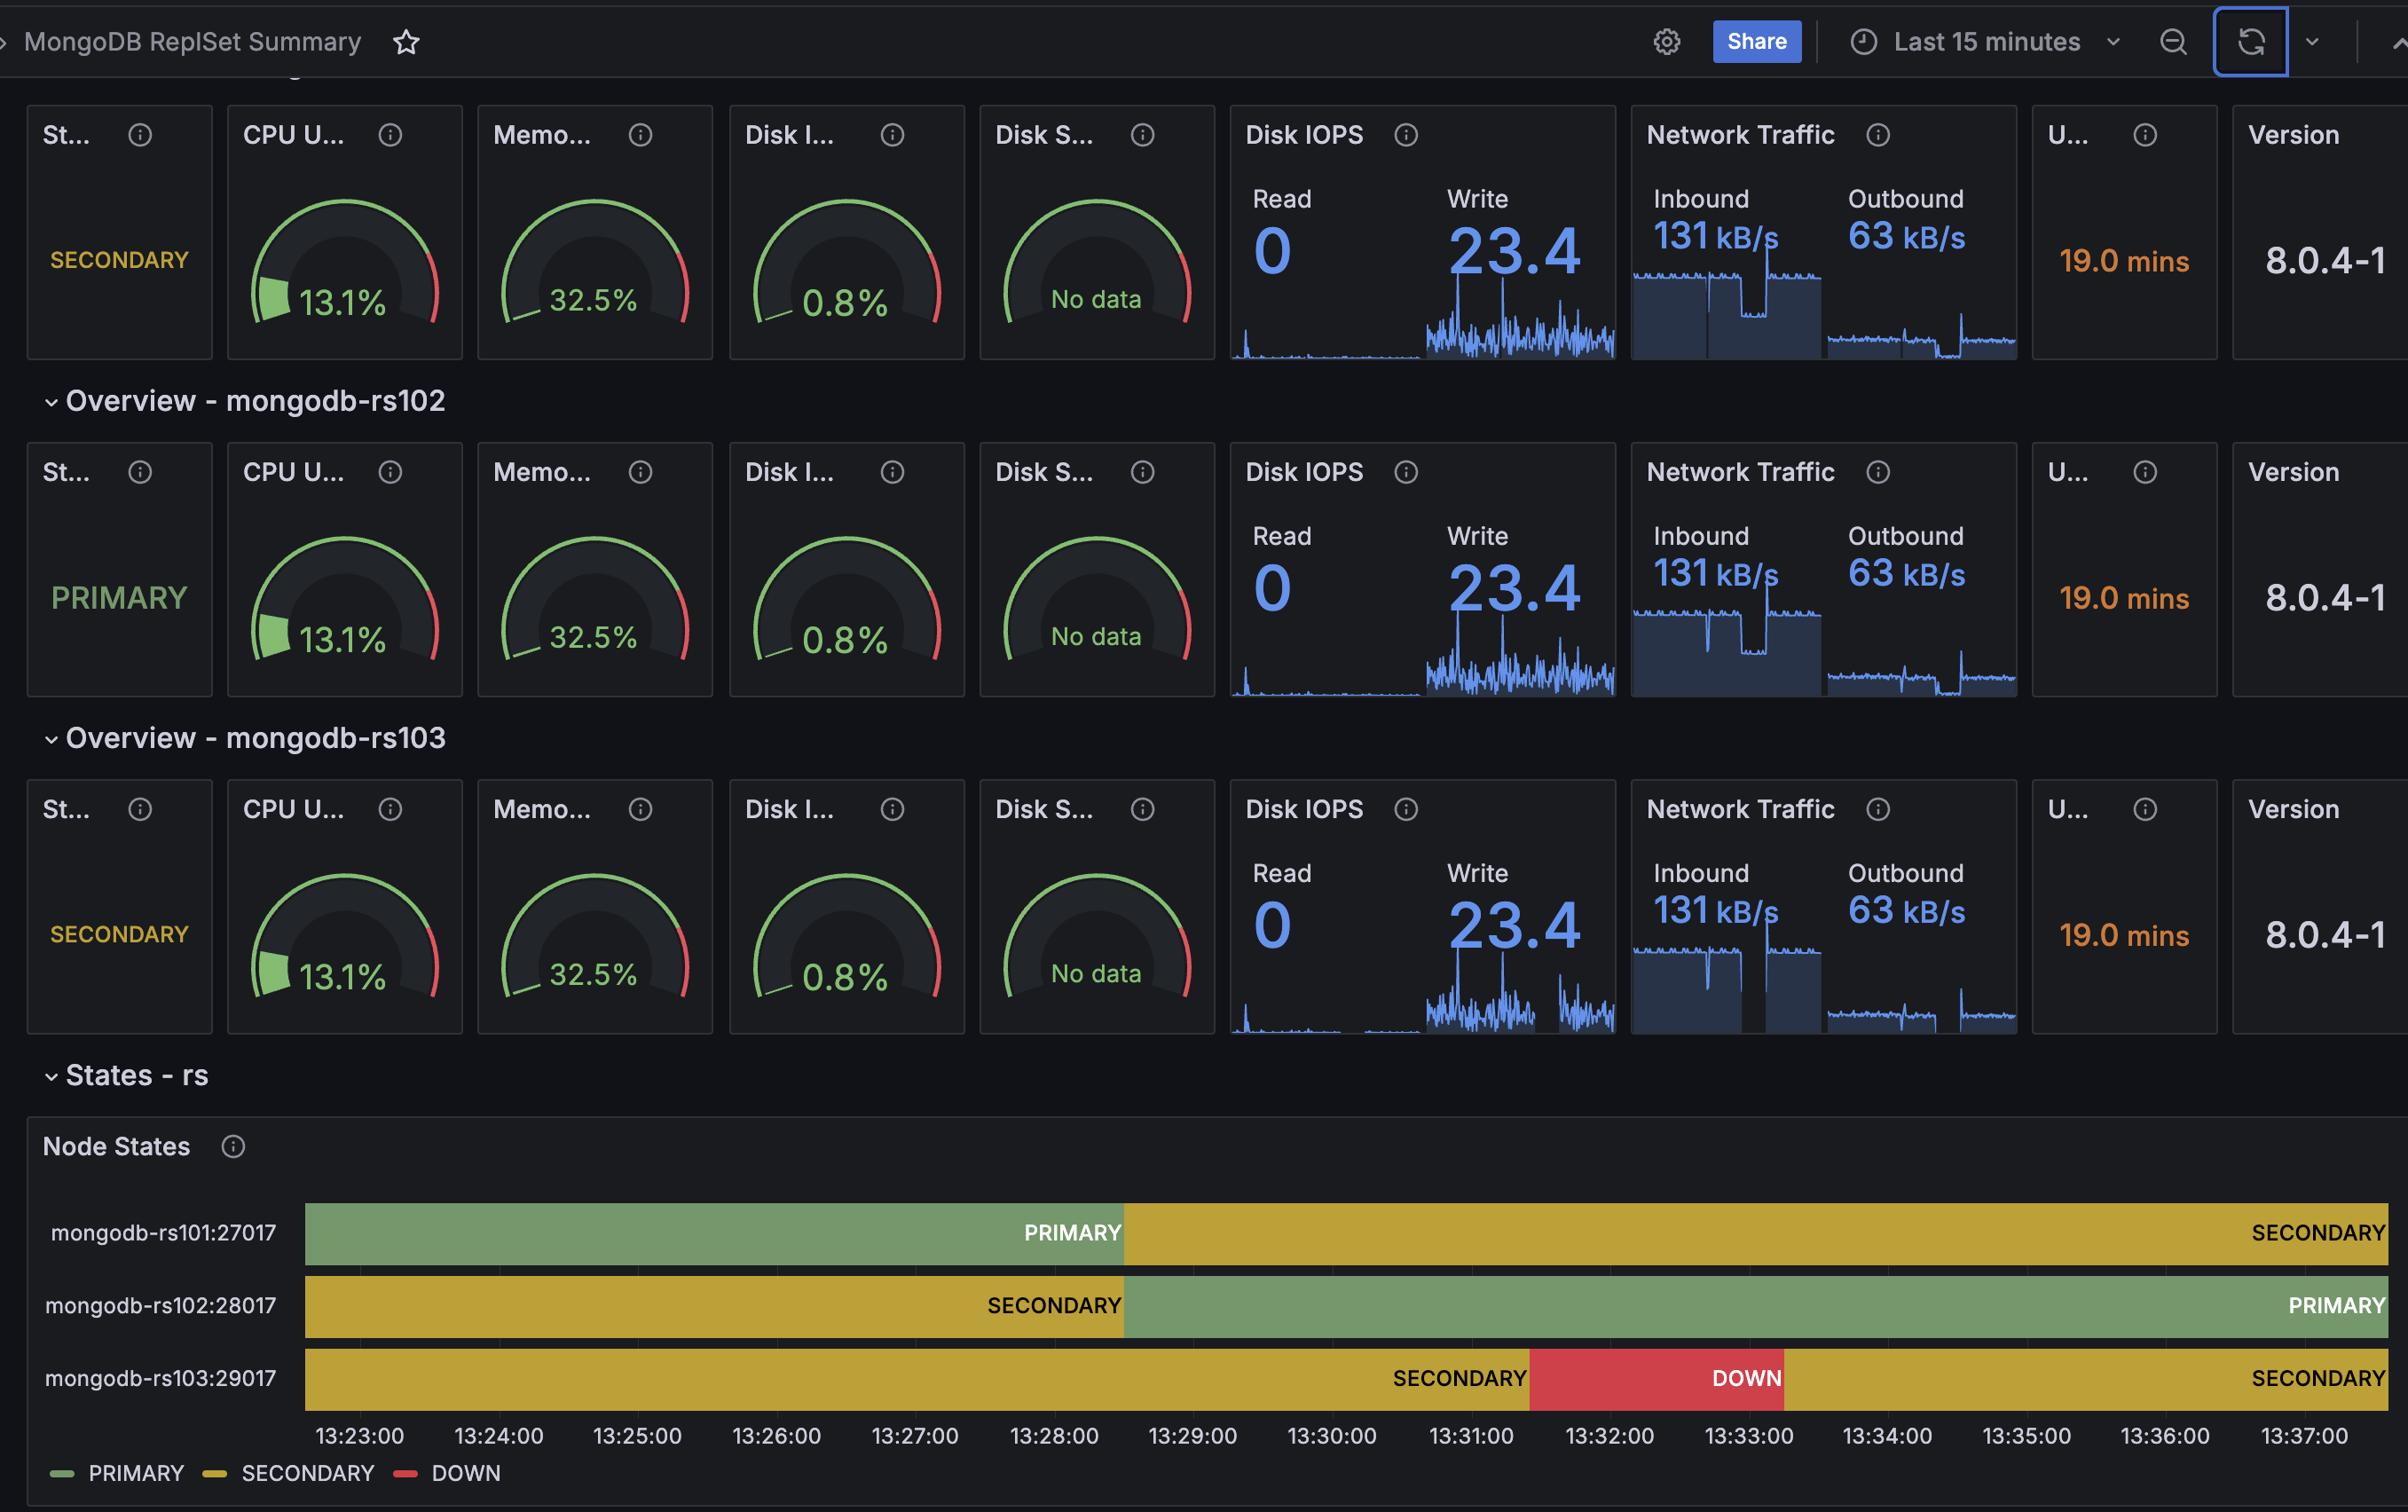 MongoDB ReplSet Summary
Share
Last 15 minutes
St...
CPU U...
Memo...
Disk I...
Disk S...
Disk IOPS
Network Traffic
U...
Version
Read
Write
Inbound
Outbound
0
23.4
131 kB/s
63 kB/s
SECONDARY
13.1%
32.5%
0.8%
No data
19.0 mins
8.0.4-1
Overview - mongodb-rs102
St...
CPU U...
Memo...
Disk I...
Disk S...
Disk IOPS
Network Traffic
U...
Version
Read
Write
Inbound
Outbound
0
23.4
131 kB/s
63 kB/s
PRIMARY
13.1%
32.5%
0.8%
No data
19.0 mins
8.0.4-1
Overview - mongodb-rs103
St...
CPU U...
Memo...
Disk I...
Disk S...
Disk IOPS
Network Traffic
U...
Version
Read
Write
Inbound
Outbound
0
23.4
131 kB/s
63 kB/s
SECONDARY
13.1%
32.5%
0.8%
No data
19.0 mins
8.0.4-1
States - rs
Node States
mongodb-rs101:27017
PRIMARY
SECONDARY
mongodb-rs102:28017
SECONDARY
PRIMARY
mongodb-rs103:29017
SECONDARY
DOWN
SECONDARY
13:23:00
13:24:00
13:25:00
13:26:00
13:27:00
13:28:00
13:29:00
13:30:00
13:31:00
13:32:00
13:33:00
13:34:00
13:35:00
13:36:00
13:37:00
PRIMARY
SECONDARY
DOWN